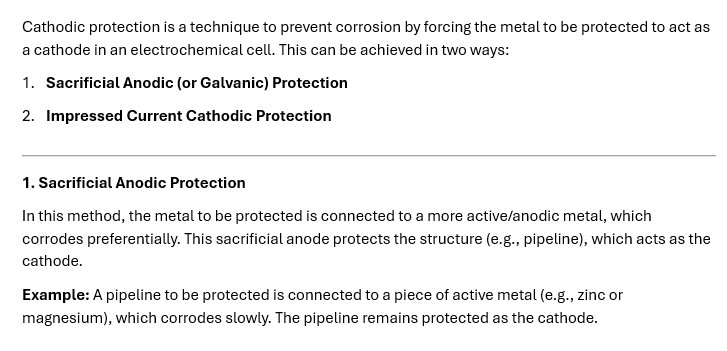 Cathodic protection is a technique to prevent corrosion by forcing the metal to be protected to act as
a cathode in an electrochemical cell. This can be achieved in two ways:
1. Sacrificial Anodic (or Galvanic) Protection
2. Impressed Current Cathodic Protection
1. Sacrificial Anodic Protection
In this method, the metal to be protected is connected to a more active/anodic metal, which
corrodes preferentially. This sacrificial anode protects the structure (e.g., pipeline), which acts as the
cathode.
Example: A pipeline to be protected is connected to a piece of active metal (e.g., zinc or
magnesium), which corrodes slowly. The pipeline remains protected as the cathode.